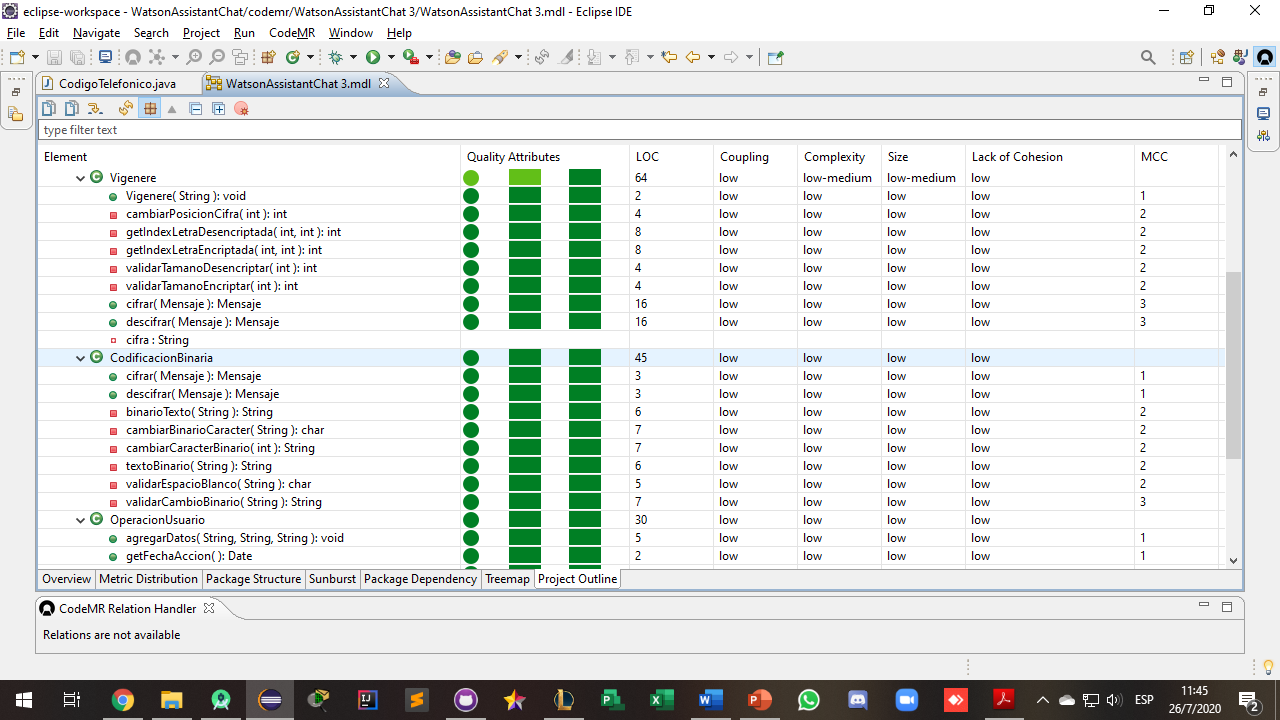 eclipse-workspace - WatsonAssistantChat/codemr/WatsonAssistantChat 3/WatsonAssistantChat 3.mdl - Eclipse IDE
File Edit Navigate Search Project Run CodeMR Window Help
CodigoTelefonico.java WatsonAssistantChat 3.mdl
type filter text
Element Quality Attributes LOC Coupling Complexity Size Lack of Cohesion MCC
Vigenere 64 low low-medium low-medium low
Vigenere( String ): void 2 low low low low 1
cambiarPosicionCifra( int ): int 4 low low low low 2
getIndexLetraDesencriptada( int, int ): int 8 low low low low 2
getIndexLetraEncriptada( int, int ): int 8 low low low low 2
validarTamanoDesencriptar( int ): int 4 low low low low 2
validarTamanoEncriptar( int ): int 4 low low low low 2
cifrar( Mensaje ): Mensaje 16 low low low low 3
descifrar( Mensaje ): Mensaje 16 low low low low 3
cifra : String
CodificacionBinaria 45 low low low low
cifrar( Mensaje ): Mensaje 3 low low low low 1
descifrar( Mensaje ): Mensaje 3 low low low low 1
binarioTexto( String ): String 6 low low low low 2
cambiarBinarioCaracter( String ): char 7 low low low low 2
cambiarCaracterBinario( int ): String 7 low low low low 2
textoBinario( String ): String 6 low low low low 2
validarEspacioBlanco( String ): char 5 low low low low 2
validarCambioBinario( String ): String 7 low low low low 3
OperacionUsuario 30 low low low low
agregarDatos( String, String, String ): void 5 low low low low 1
getFechaAccion( ): Date 2 low low low low 1
Overview Metric Distribution Package Structure Sunburst Package Dependency Treemap Project Outline
CodeMR Relation Handler
Relations are not available
ESP 11:45
26/7/2020 2